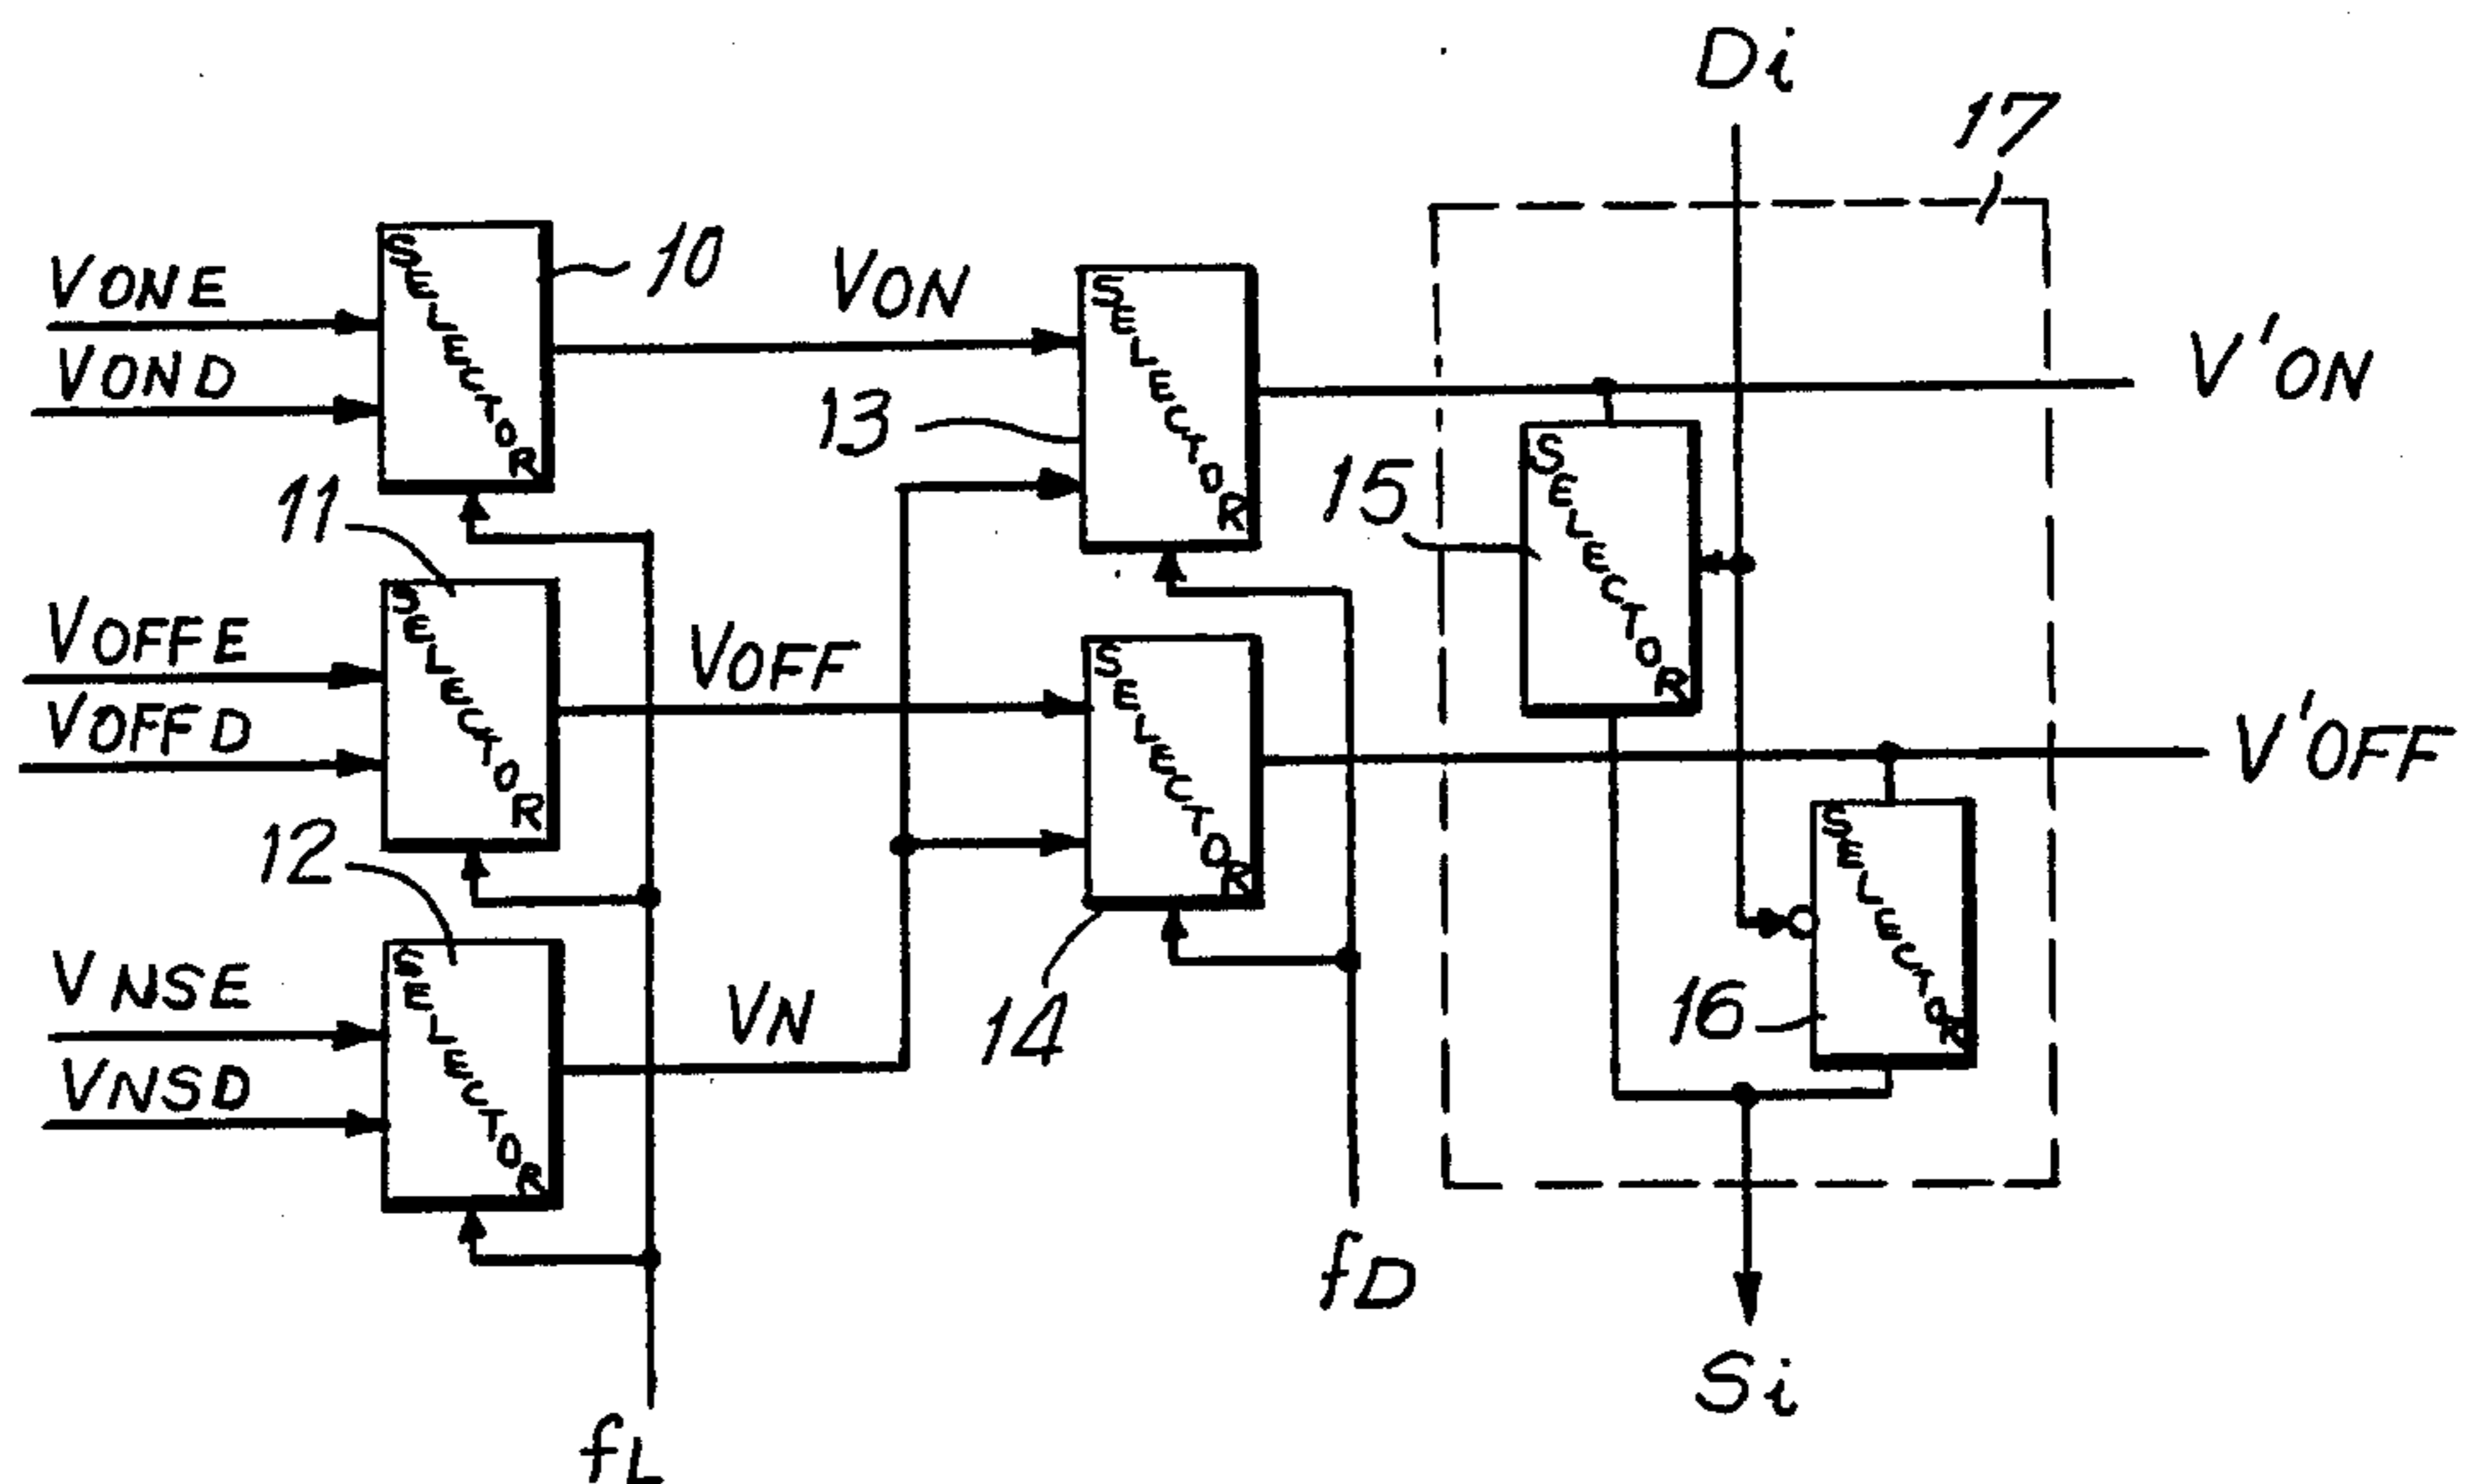 Di
17
VONE
SELECTOR
10
VON
SELECTOR
VOND
13
V'ON
15
SELECTOR
11
VOFFE
SELECTOR
VOFF
SELECTOR
VOFFD
V'OFF
12
SELECTOR
VNSE
SELECTOR
VN
14
16
VNSD
fD
Si
fL